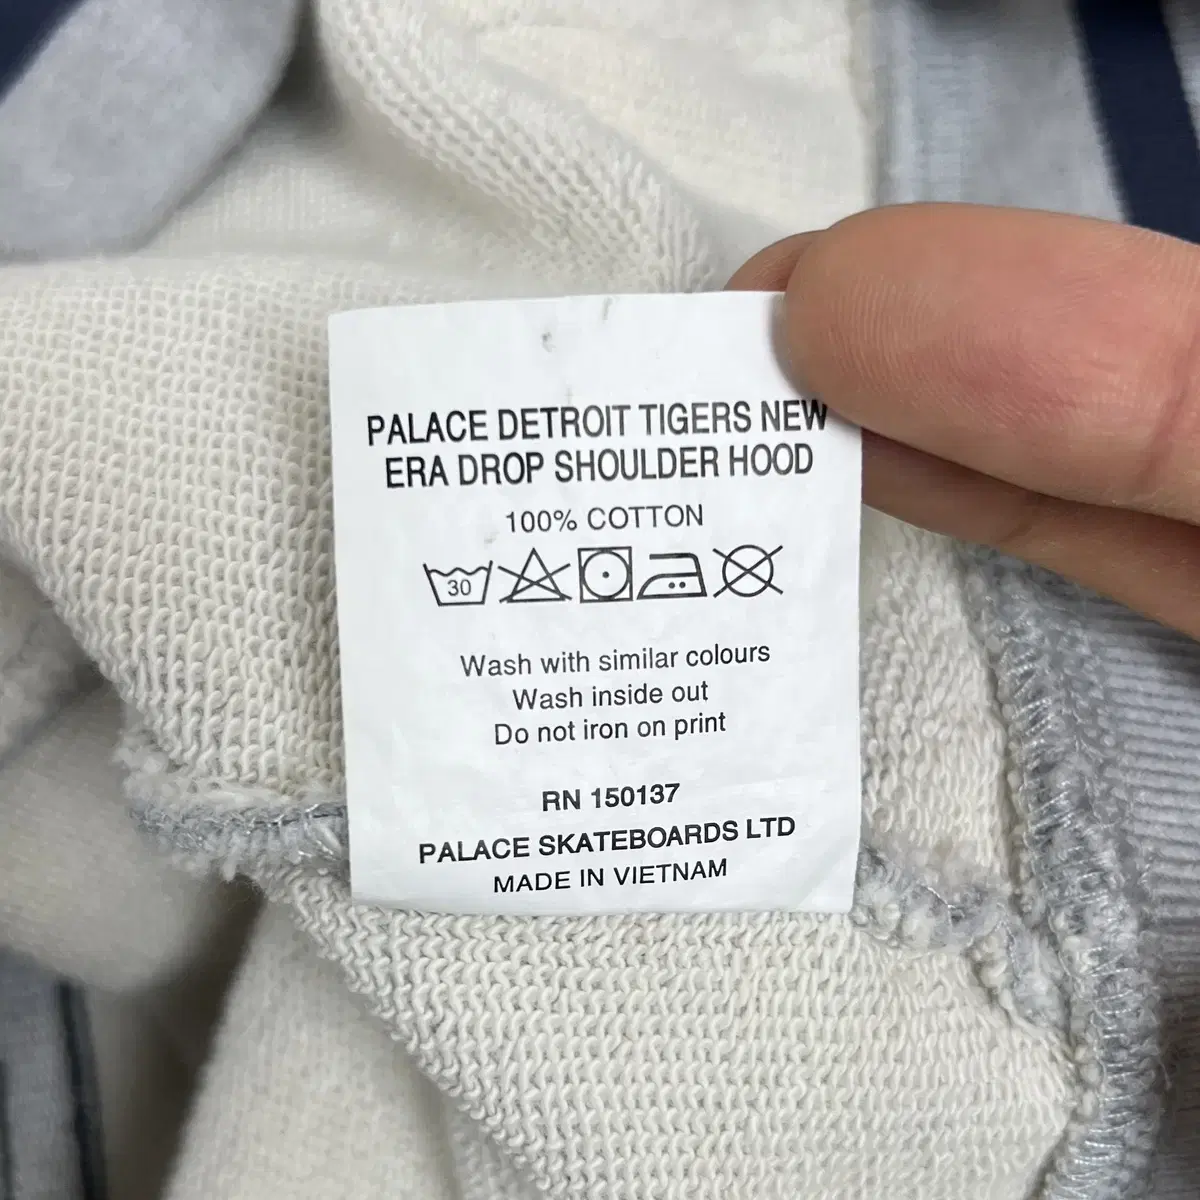 PALACE DETROIT TIGERS NEW
ERA DROP SHOULDER HOOD
100% COTTON
30
Wash with similar colours
Wash inside out
Do not iron on print
RN 150137
PALACE SKATEBOARDS LTD
MADE IN VIETNAM